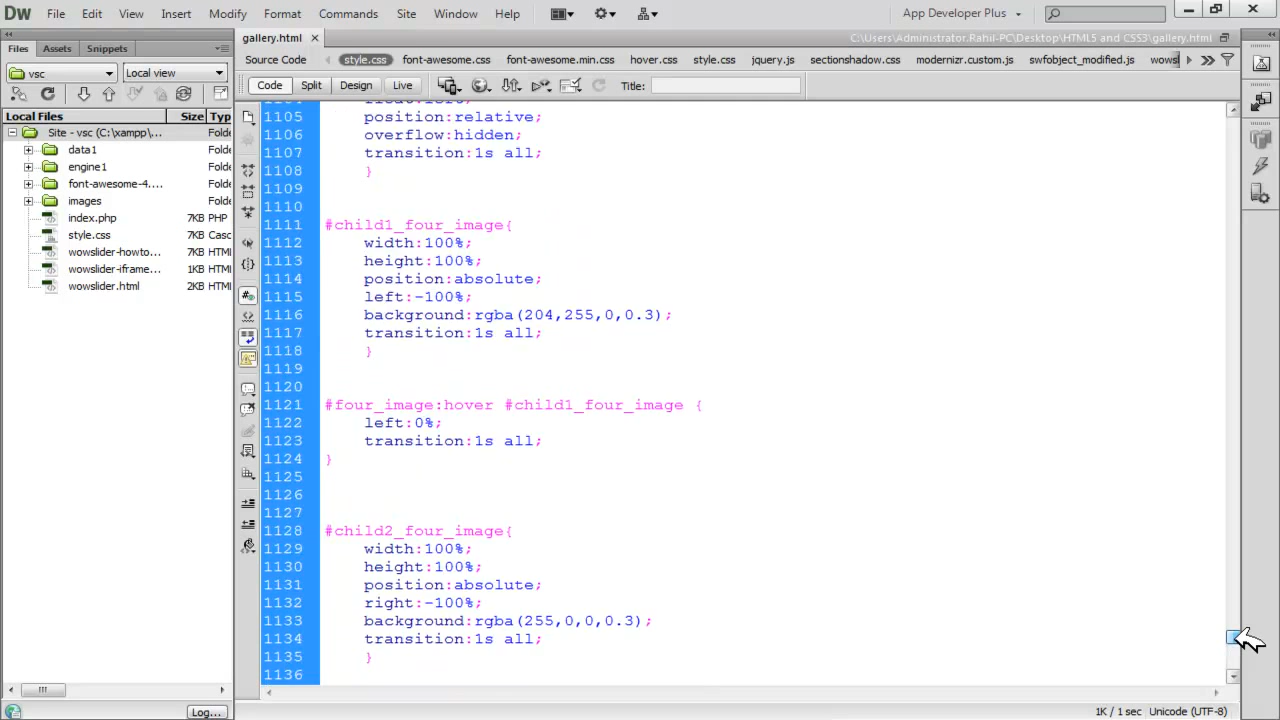 Dw File Edit View Insert Modify Format Commands Site Window Help App Developer Plus
Files Assets Snippets
gallery.html
C:\Users\Administrator.Rahil-PC\Desktop\HTML5 and CSS3\gallery.html
Source Code style.css font-awesome.css font-awesome.min.css hover.css style.css jquery.js sectionshadow.css modernizr.custom.js swfobject_modified.js wows
vsc Local view
Code Split Design Live Title:
Local Files Size Typ
Site - vsc (C:\xampp\... Folde
data1 Folde
engine1 Folde
font-awesome-4.... Folde
images Folde
index.php 7KB PHP
style.css 7KB Casc
wowslider-howto... 7KB HTM
wowslider-iframe... 1KB HTM
wowslider.html 2KB HTM
1105 position:relative;
1106 overflow:hidden;
1107 transition:1s all;
1108 }
1109
1110
1111 #child1_four_image{
1112 width:100%;
1113 height:100%;
1114 position:absolute;
1115 left:-100%;
1116 background:rgba(204,255,0,0.3);
1117 transition:1s all;
1118 }
1119
1120
1121 #four_image:hover #child1_four_image {
1122 left:0%;
1123 transition:1s all;
1124 }
1125
1126
1127
1128 #child2_four_image{
1129 width:100%;
1130 height:100%;
1131 position:absolute;
1132 right:-100%;
1133 background:rgba(255,0,0,0.3);
1134 transition:1s all;
1135 }
1136
Log... 1K / 1 sec Unicode (UTF-8)